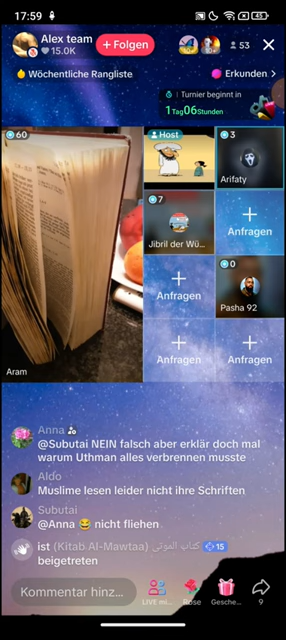 17:59
45
Alex team
15.0K
+ Folgen
53
Wöchentliche Rangliste
Erkunden >
Turnier beginnt in
1Tag06Stunden
60
Host
3
Arifaty
7
Jibril der Wü...
Anfragen
Anfragen
0
Pasha 92
Anfragen
Anfragen
Aram
Anna
@Subutai NEIN falsch aber erklär doch mal
warum Uthman alles verbrennen musste
Aldo
Muslime lesen leider nicht ihre Schriften
Subutai
@Anna 😂 nicht fliehen
ist (Kitab Al-Mawtaa) كتاب الموتى 15
beigetreten
Kommentar hinz...
LIVE mi...
Rose
Gesche...
9